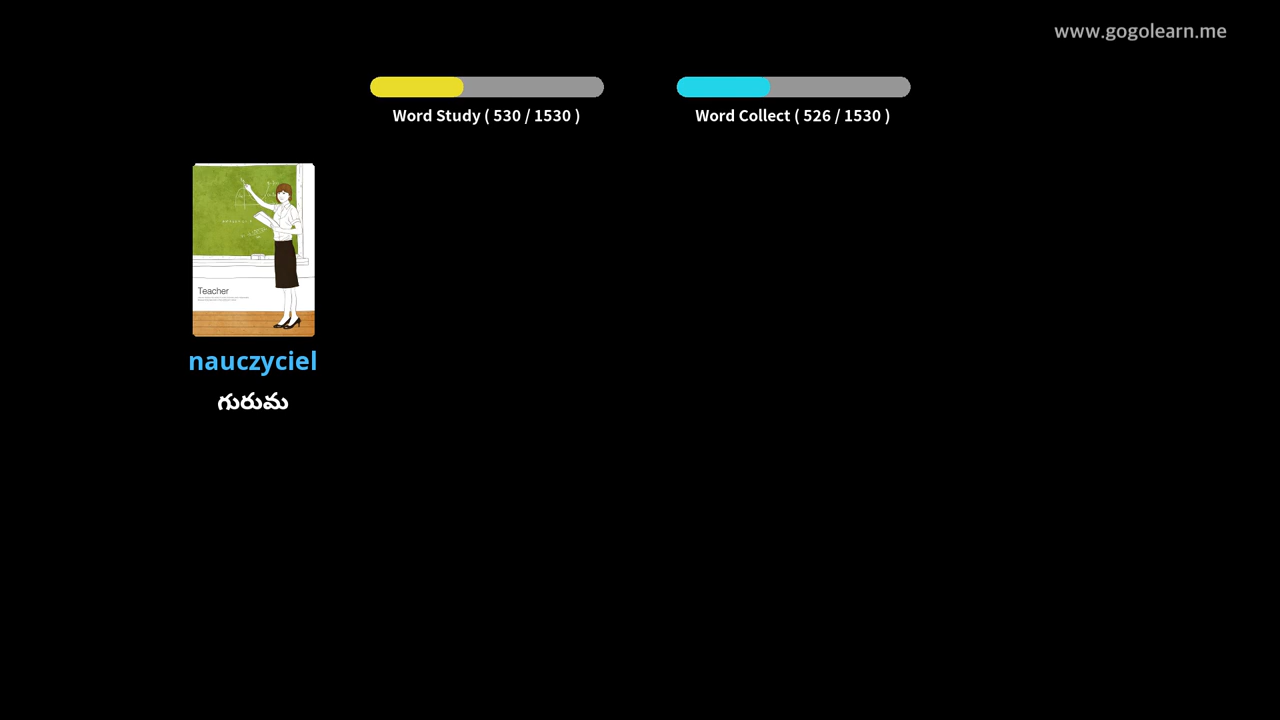 www.gogolearn.me
Word Study ( 530 / 1530 )
Word Collect ( 526 / 1530 )
Teacher
nauczyciel
గురుమ